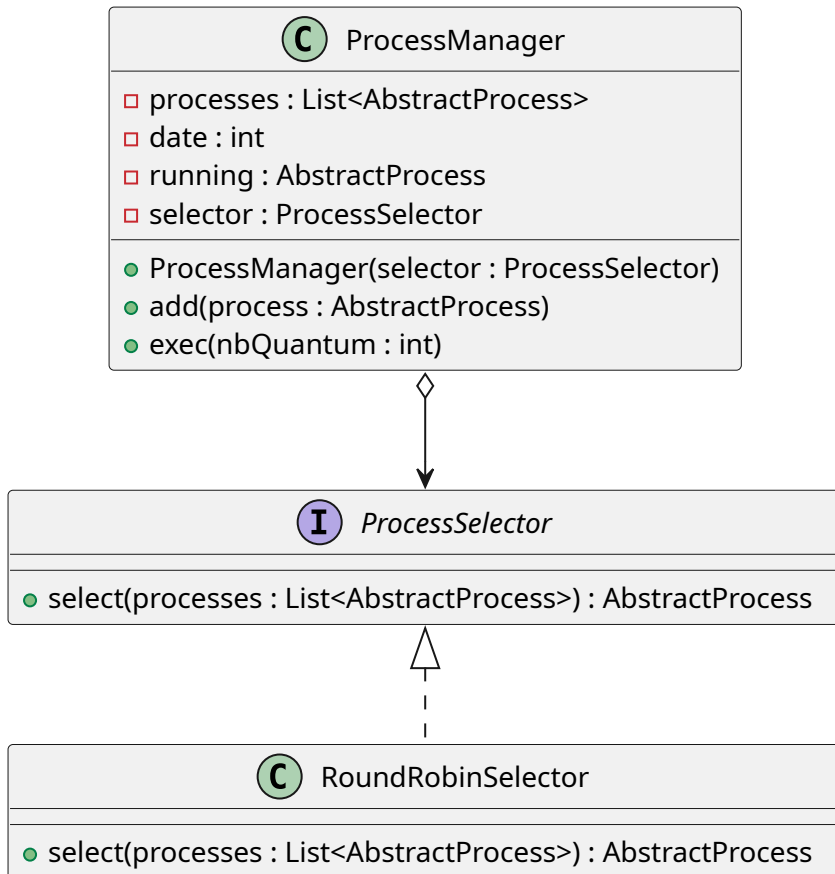 C ProcessManager
processes : List<AbstractProcess>
date : int
running : AbstractProcess
selector : ProcessSelector
ProcessManager(selector : ProcessSelector)
add(process : AbstractProcess)
exec(nbQuantum : int)
I ProcessSelector
select(processes : List<AbstractProcess>) : AbstractProcess
C RoundRobinSelector
select(processes : List<AbstractProcess>) : AbstractProcess